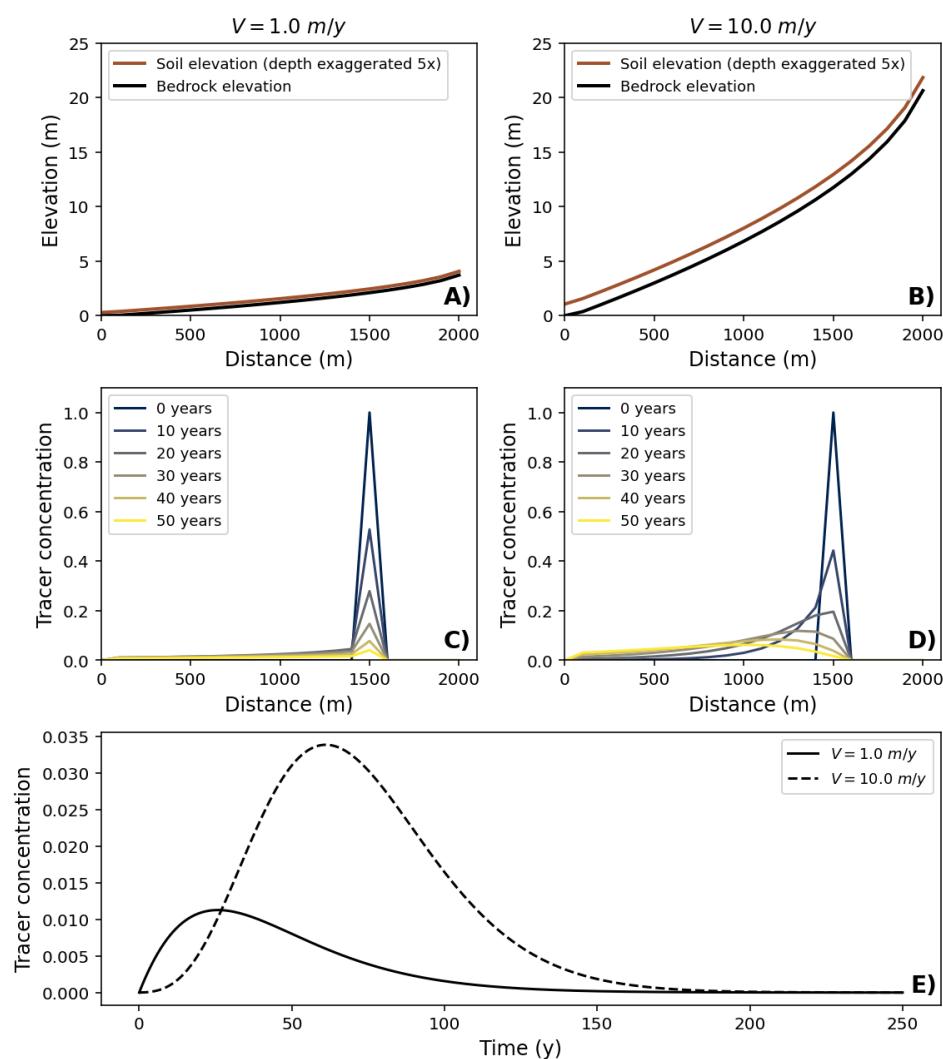 V = 1.0 m/y
V = 10.0 m/y
25
20
15
10
5
0
Elevation (m)
Soil elevation (depth exaggerated 5x)
Bedrock elevation
A)
0 500 1000 1500 2000
Distance (m)
25
20
15
10
5
0
Elevation (m)
Soil elevation (depth exaggerated 5x)
Bedrock elevation
B)
0 500 1000 1500 2000
Distance (m)
1.0
0.8
0.6
0.4
0.2
0.0
Tracer concentration
0 years
10 years
20 years
30 years
40 years
50 years
C)
0 500 1000 1500 2000
Distance (m)
1.0
0.8
0.6
0.4
0.2
0.0
Tracer concentration
0 years
10 years
20 years
30 years
40 years
50 years
D)
0 500 1000 1500 2000
Distance (m)
0.035
0.030
0.025
0.020
0.015
0.010
0.005
0.000
Tracer concentration
V = 1.0 m/y
V = 10.0 m/y
E)
0 50 100 150 200 250
Time (y)